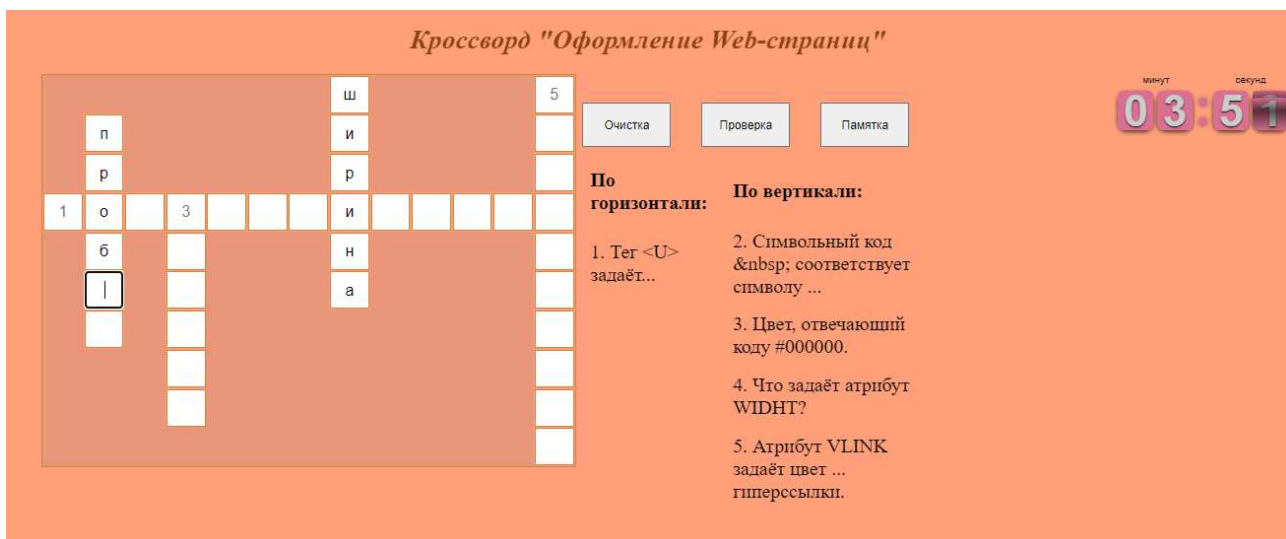 Кроссворд "Оформление Web-страниц"
минут секунд
03:51
ш 5
п и
р р
1 о 3 и
б н
а
Очистка Проверка Памятка
По
горизонтали:
1. Тег <U>
задаёт...
По вертикали:
2. Символьный код
&nbsp; соответствует
символу ...
3. Цвет, отвечающий
коду #000000.
4. Что задаёт атрибут
WIDHT?
5. Атрибут VLINK
задаёт цвет ...
гиперссылки.